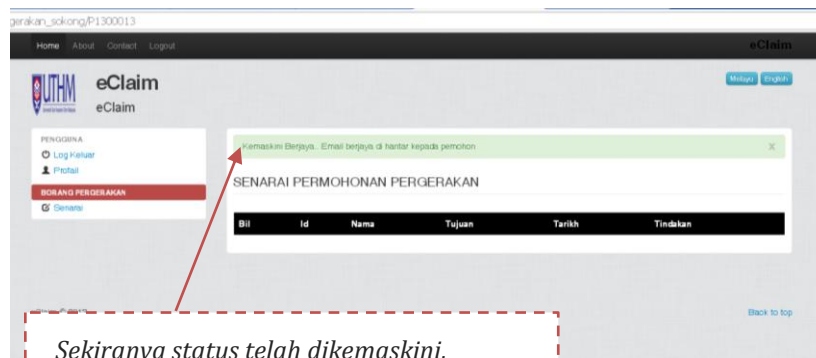 gerakan_sokong/P1300013
Home About Contact Logout eClaim
UTHM
eClaim
eClaim
Melayu English
PENGGUNA
Log Keluar
Profail
BORANG PERGERAKAN
Senarai
Kemaskini Berjaya.. Email berjaya di hantar kepada pemohon X
SENARAI PERMOHONAN PERGERAKAN
Bil Id Nama Tujuan Tarikh Tindakan
Back to top
Sekiranya status telah dikemaskini,